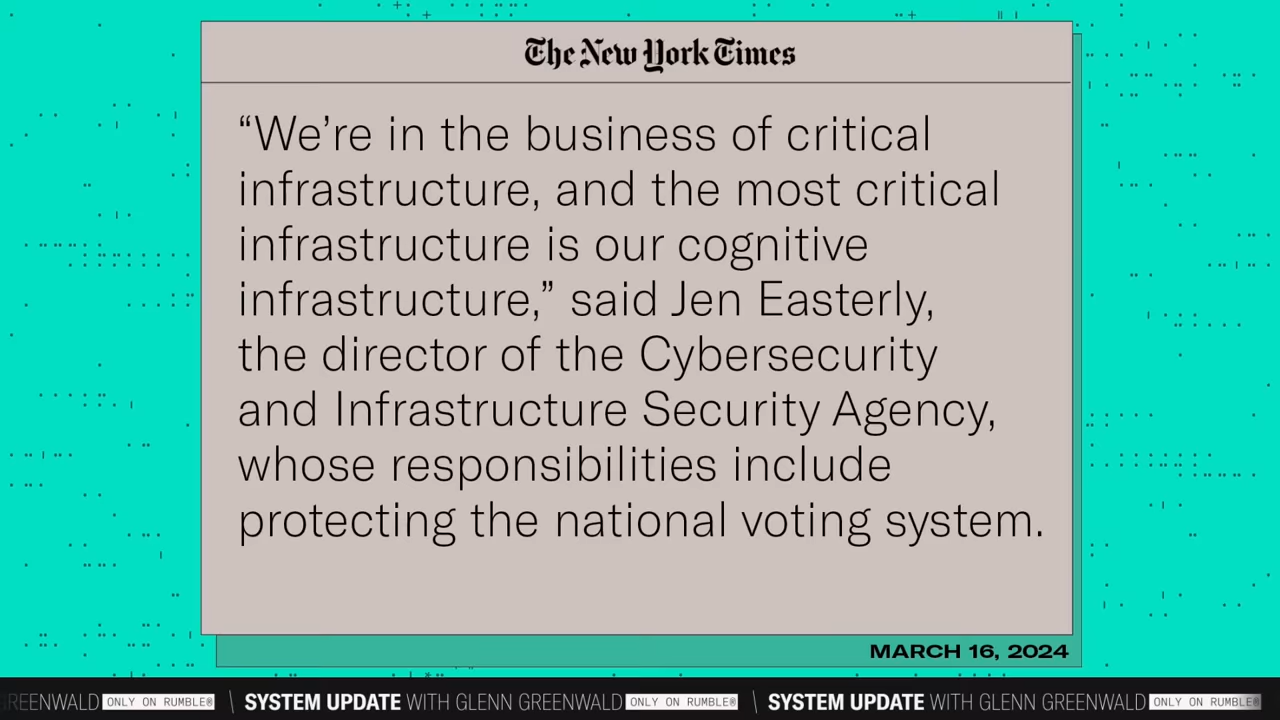 The New York Times
“We’re in the business of critical
infrastructure, and the most critical
infrastructure is our cognitive
infrastructure,” said Jen Easterly,
the director of the Cybersecurity
and Infrastructure Security Agency,
whose responsibilities include
protecting the national voting system.
MARCH 16, 2024
REENWALD ONLY ON RUMBLE® \ SYSTEM UPDATE WITH GLENN GREENWALD ONLY ON RUMBLE® \ SYSTEM UPDATE WITH GLENN GREENWALD ONLY ON RUMBLE®